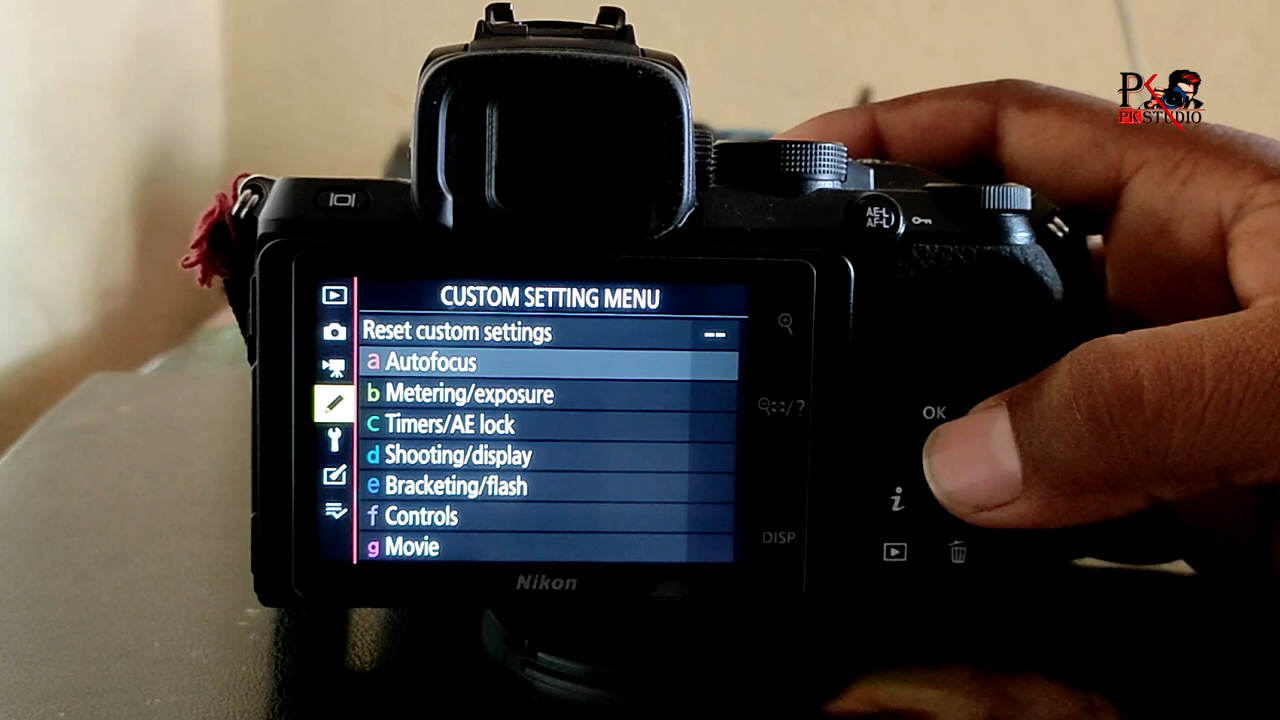 PK
PK STUDIO
AE-L
AF-L
CUSTOM SETTING MENU
Reset custom settings --
a Autofocus
b Metering/exposure
c Timers/AE lock
d Shooting/display
e Bracketing/flash
f Controls
g Movie
/?
OK
i
DISP
Nikon